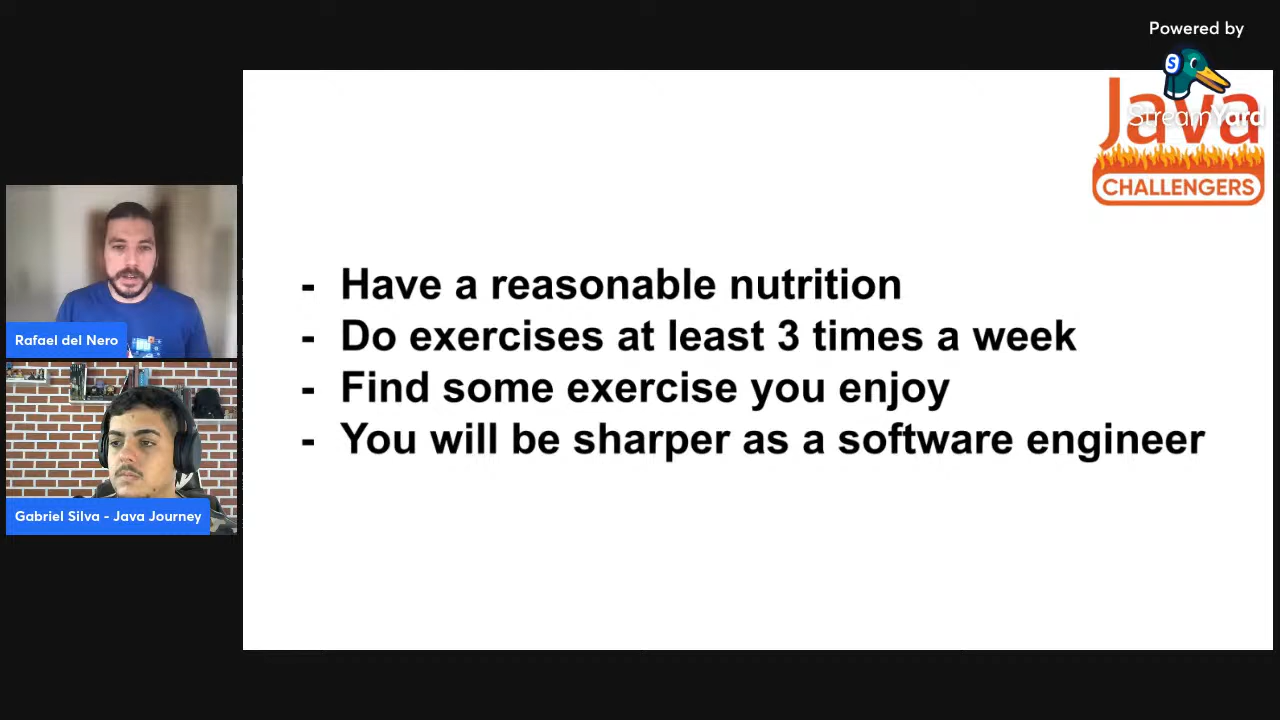 Powered by
S
StreamYard
Java
CHALLENGERS
- Have a reasonable nutrition
- Do exercises at least 3 times a week
- Find some exercise you enjoy
- You will be sharper as a software engineer
Rafael del Nero
Gabriel Silva - Java Journey